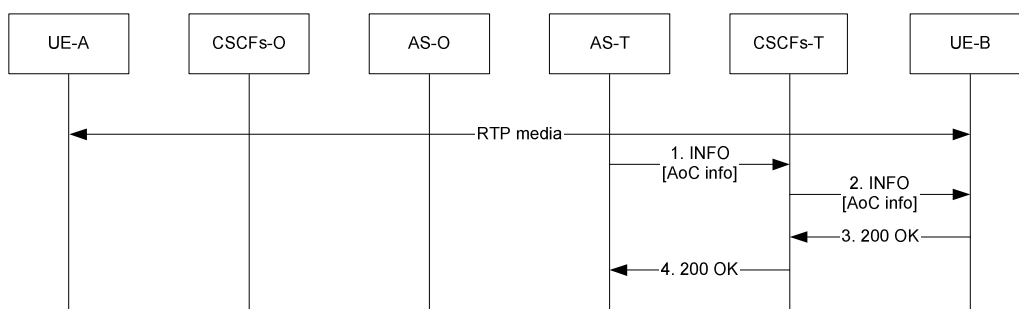 UE-A
CSCFs-O
AS-O
AS-T
CSCFs-T
UE-B
RTP media
1. INFO
[AoC info]
2. INFO
[AoC info]
3. 200 OK
4. 200 OK